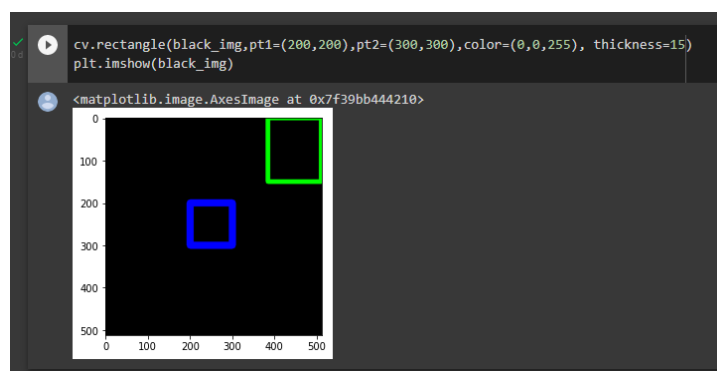 cv.rectangle(black_img,pt1=(200,200),pt2=(300,300),color=(0,0,255), thickness=15)
plt.imshow(black_img)
0 d
<matplotlib.image.AxesImage at 0x7f39bb444210>
0
100
200
300
400
500
0 100 200 300 400 500